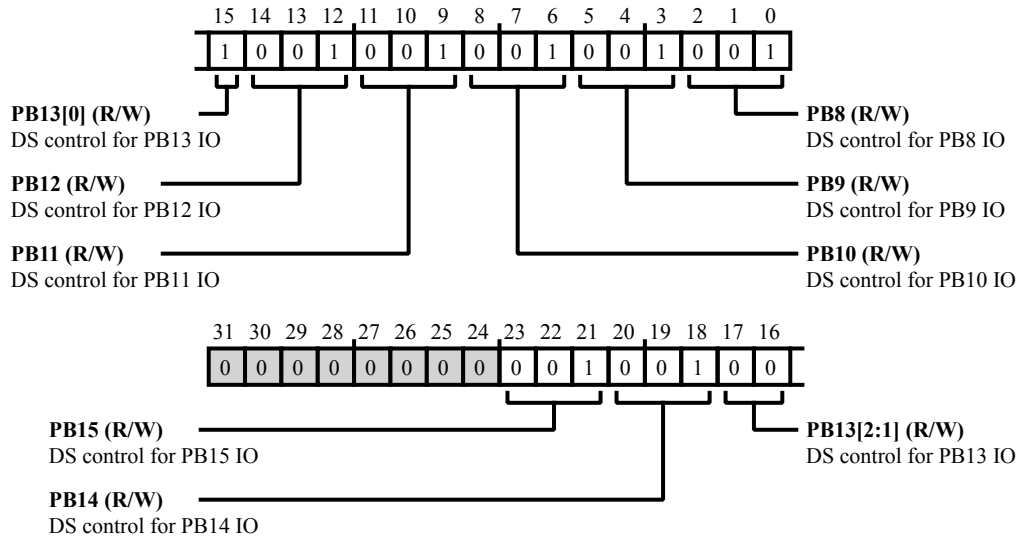 15 14 13 12 11 10 9 8 7 6 5 4 3 2 1 0
1 0 0 1 0 0 1 0 0 1 0 0 1 0 0 1
PB13[0] (R/W)
DS control for PB13 IO
PB12 (R/W)
DS control for PB12 IO
PB11 (R/W)
DS control for PB11 IO
PB8 (R/W)
DS control for PB8 IO
PB9 (R/W)
DS control for PB9 IO
PB10 (R/W)
DS control for PB10 IO
31 30 29 28 27 26 25 24 23 22 21 20 19 18 17 16
0 0 0 0 0 0 0 0 0 0 1 0 0 1 0 0
PB15 (R/W)
DS control for PB15 IO
PB14 (R/W)
DS control for PB14 IO
PB13[2:1] (R/W)
DS control for PB13 IO